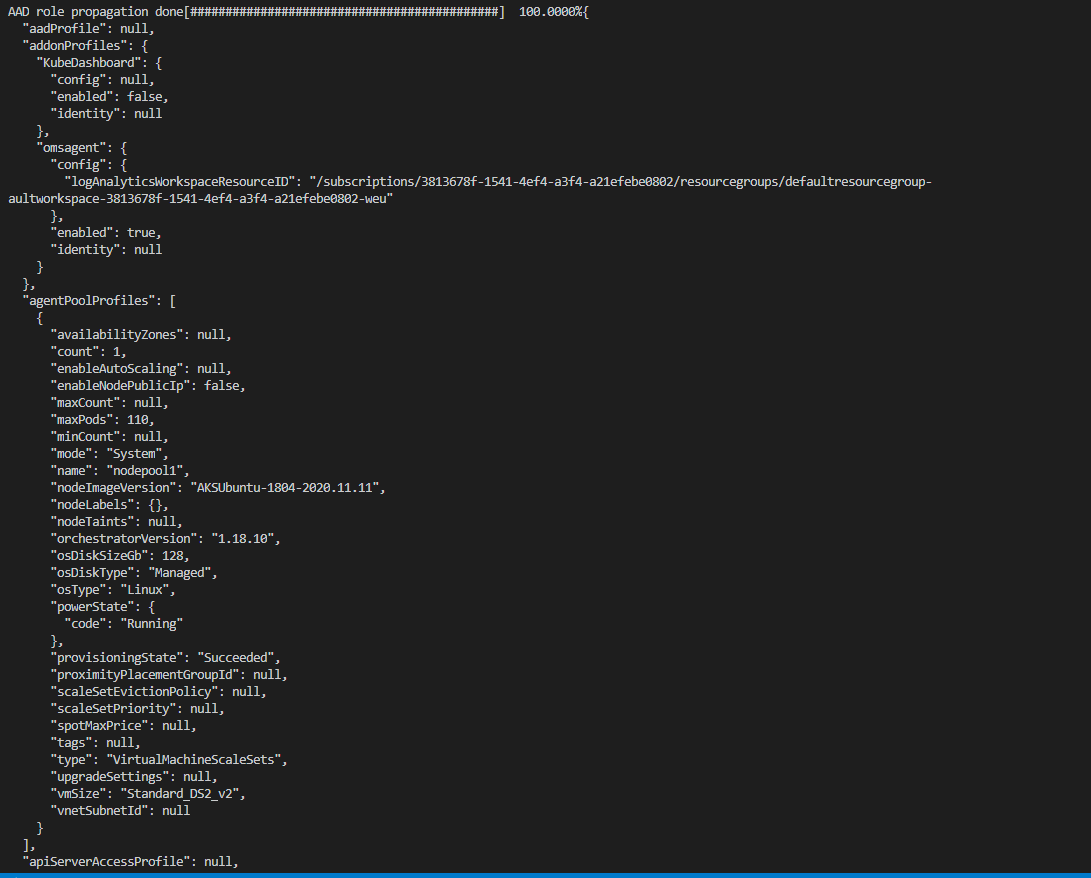 AAD role propagation done[############################################]  100.0000%{
  "aadProfile": null,
  "addonProfiles": {
    "KubeDashboard": {
      "config": null,
      "enabled": false,
      "identity": null
    },
    "omsagent": {
      "config": {
        "logAnalyticsWorkspaceResourceID": "/subscriptions/3813678f-1541-4ef4-a3f4-a21efebe0802/resourcegroups/defaultresourcegroup-
aultworkspace-3813678f-1541-4ef4-a3f4-a21efebe0802-weu"
      },
      "enabled": true,
      "identity": null
    }
  },
  "agentPoolProfiles": [
    {
      "availabilityZones": null,
      "count": 1,
      "enableAutoScaling": null,
      "enableNodePublicIp": false,
      "maxCount": null,
      "maxPods": 110,
      "minCount": null,
      "mode": "System",
      "name": "nodepool1",
      "nodeImageVersion": "AKSUbuntu-1804-2020.11.11",
      "nodeLabels": {},
      "nodeTaints": null,
      "orchestratorVersion": "1.18.10",
      "osDiskSizeGb": 128,
      "osDiskType": "Managed",
      "osType": "Linux",
      "powerState": {
        "code": "Running"
      },
      "provisioningState": "Succeeded",
      "proximityPlacementGroupId": null,
      "scaleSetEvictionPolicy": null,
      "scaleSetPriority": null,
      "spotMaxPrice": null,
      "tags": null,
      "type": "VirtualMachineScaleSets",
      "upgradeSettings": null,
      "vmSize": "Standard_DS2_v2",
      "vnetSubnetId": null
    }
  ],
  "apiServerAccessProfile": null,